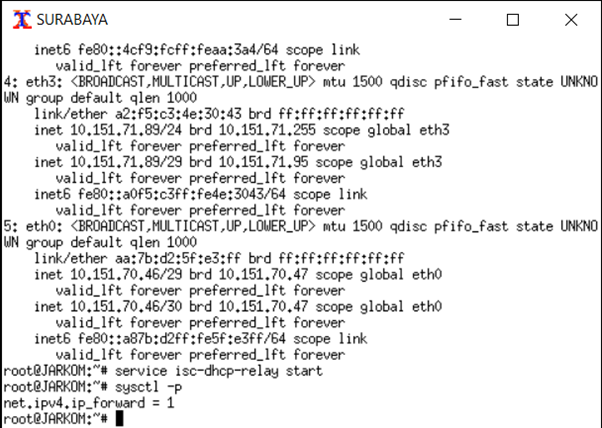 SURABAYA
inet6 fe80::4cf9:fcff:feaa:3a4/64 scope link
valid_lft forever preferred_lft forever
4: eth3: <BROADCAST,MULTICAST,UP,LOWER_UP> mtu 1500 qdisc pfifo_fast state UNKNO
WN group default qlen 1000
link/ether a2:f5:c3:4e:30:43 brd ff:ff:ff:ff:ff:ff
inet 10.151.71.89/24 brd 10.151.71.255 scope global eth3
valid_lft forever preferred_lft forever
inet 10.151.71.89/29 brd 10.151.71.95 scope global eth3
valid_lft forever preferred_lft forever
inet6 fe80::a0f5:c3ff:fe4e:3043/64 scope link
valid_lft forever preferred_lft forever
5: eth0: <BROADCAST,MULTICAST,UP,LOWER_UP> mtu 1500 qdisc pfifo_fast state UNKNO
WN group default qlen 1000
link/ether aa:7b:d2:5f:e3:ff brd ff:ff:ff:ff:ff:ff
inet 10.151.70.46/29 brd 10.151.70.47 scope global eth0
valid_lft forever preferred_lft forever
inet 10.151.70.46/30 brd 10.151.70.47 scope global eth0
valid_lft forever preferred_lft forever
inet6 fe80::a87b:d2ff:fe5f:e3ff/64 scope link
valid_lft forever preferred_lft forever
root@JARKOM:~# service isc-dhcp-relay start
root@JARKOM:~# sysctl -p
net.ipv4.ip_forward = 1
root@JARKOM:~#